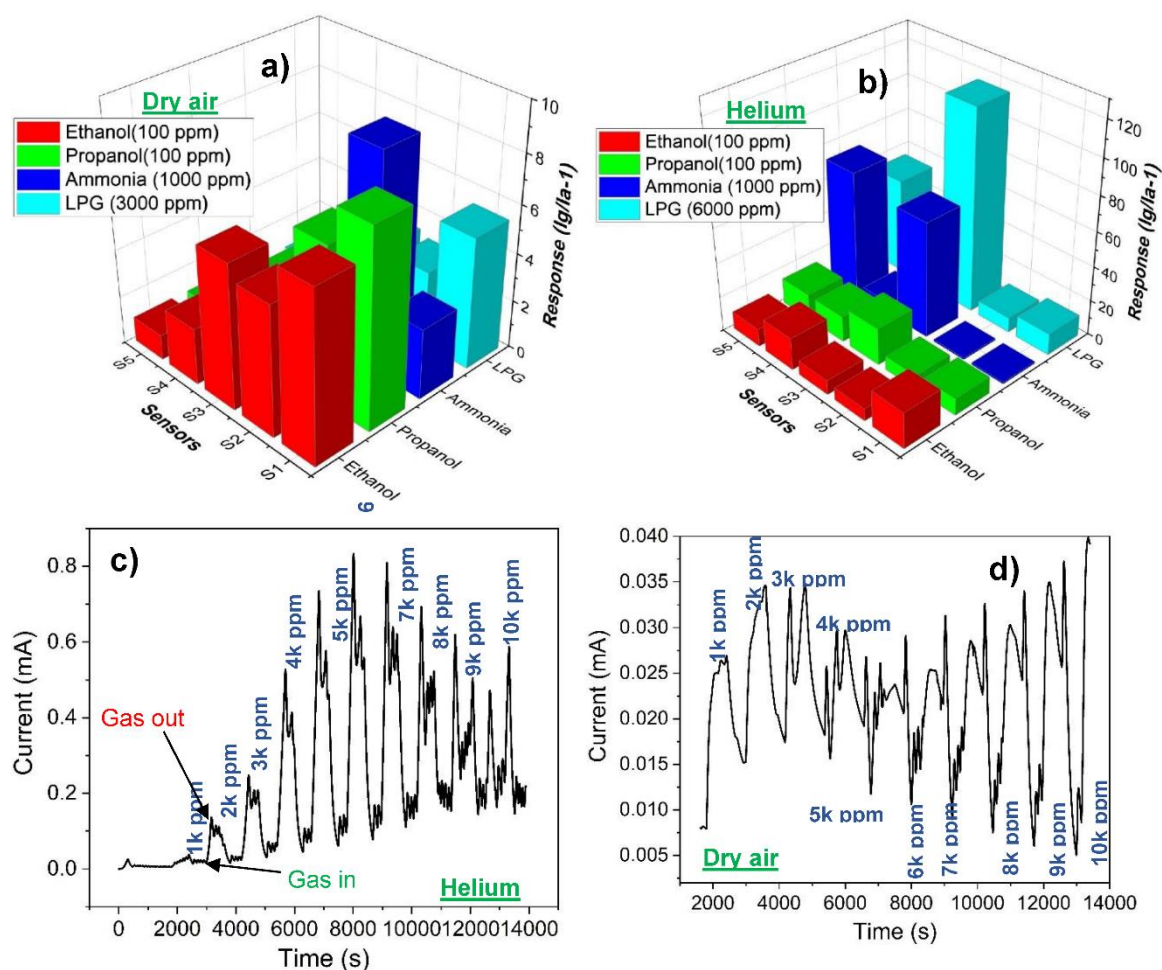 a)
Dry air
Ethanol(100 ppm)
Propanol(100 ppm)
Ammonia (1000 ppm)
LPG (3000 ppm)
10
8
6
4
2
0
Response (Ig/Ia-1)
S5
S4
S3
S2
S1
Sensors
Ethanol
Propanol
Ammonia
LPG
6
b)
Helium
Ethanol(100 ppm)
Propanol(100 ppm)
Ammonia (1000 ppm)
LPG (6000 ppm)
120
100
80
60
40
20
0
Response (Ig/Ia-1)
S5
S4
S3
S2
S1
Sensors
Ethanol
Propanol
Ammonia
LPG
c)
0.8
0.6
0.4
0.2
0.0
Current (mA)
Gas out
Gas in
1k ppm
2k ppm
3k ppm
4k ppm
5k ppm
7k ppm
8k ppm
9k ppm
10k ppm
Helium
0 2000 4000 6000 8000 10000 12000 14000
Time (s)
d)
0.040
0.035
0.030
0.025
0.020
0.015
0.010
0.005
Current (mA)
1k ppm
2k ppm
3k ppm
4k ppm
5k ppm
6k ppm
7k ppm
8k ppm
9k ppm
10k ppm
Dry air
2000 4000 6000 8000 10000 12000 14000
Time (s)